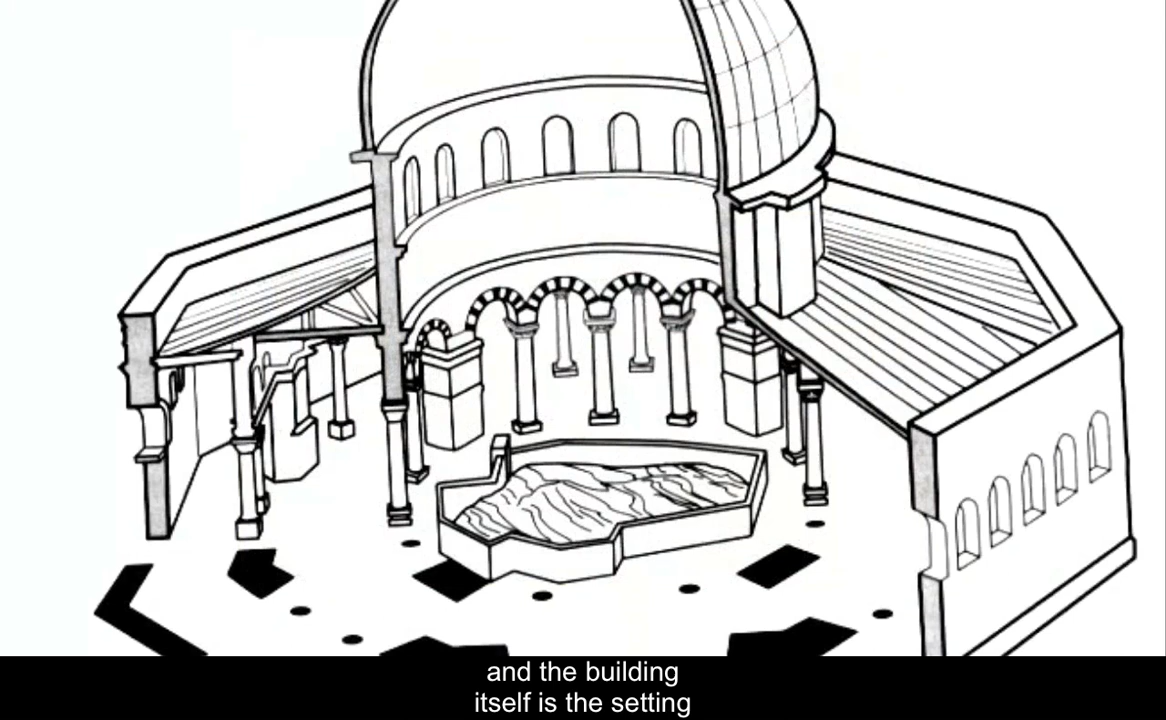 and the building
itself is the setting